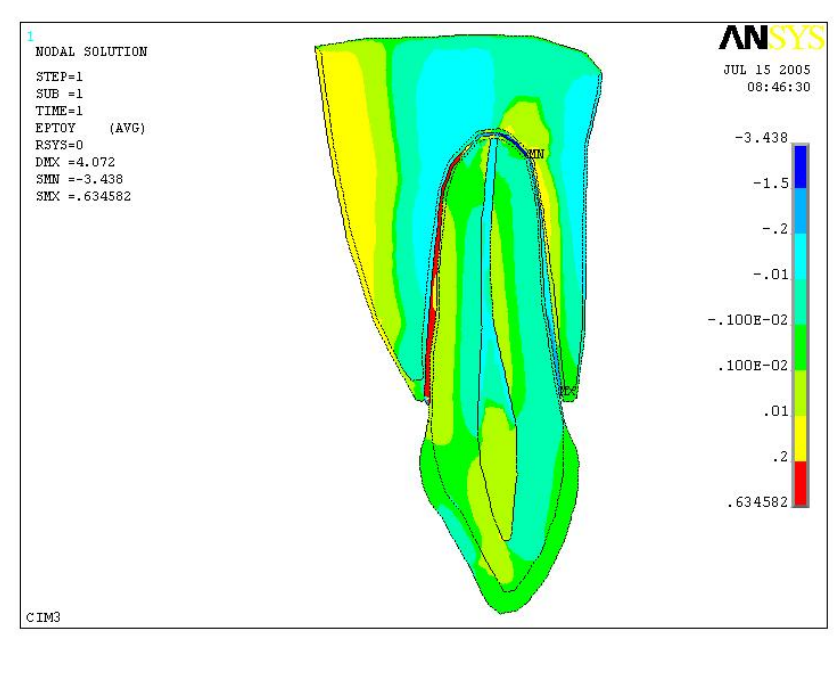 1
NODAL SOLUTION
STEP=1
SUB =1
TIME=1
EPTOY    (AVG)
RSYS=0
DMX =4.072
SMN =-3.438
SMX =.634582
ANSYS
JUL 15 2005
08:46:30
MN
MX
-3.438
-1.5
-.2
-.01
-.100E-02
.100E-02
.01
.2
.634582
CIM3